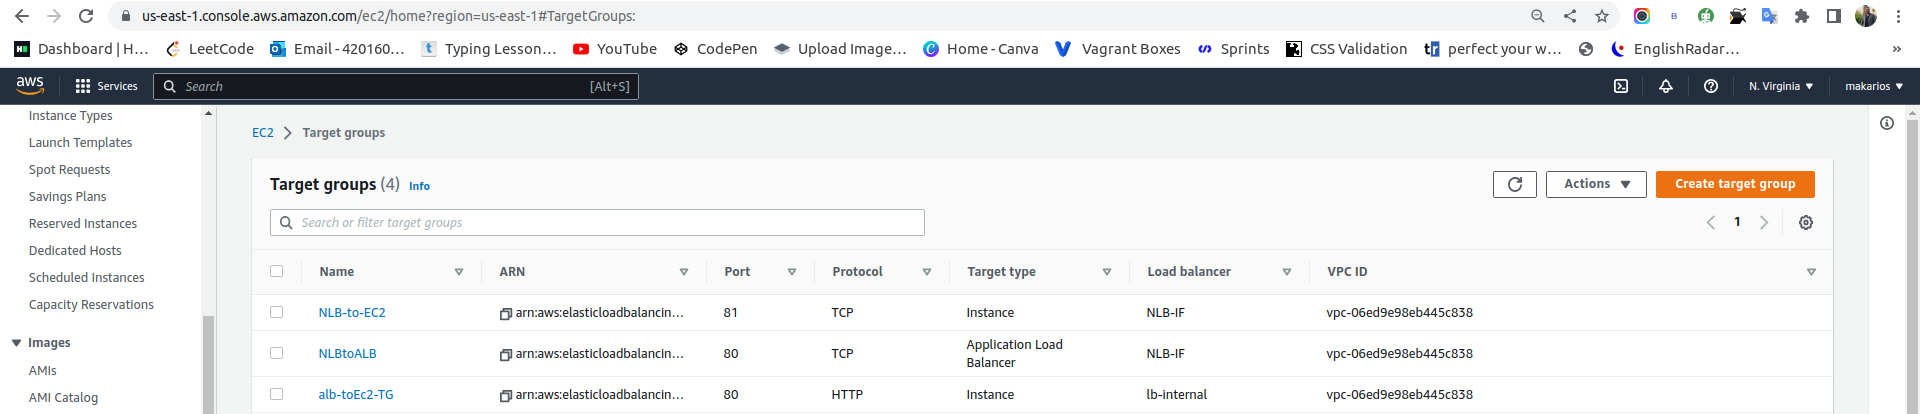 us-east-1.console.aws.amazon.com/ec2/home?region=us-east-1#TargetGroups:
Dashboard | H... LeetCode Email - 420160... Typing Lesson... YouTube CodePen Upload Image... Home - Canva Vagrant Boxes Sprints CSS Validation perfect your w... EnglishRadar... »
aws Services Search [Alt+S] N. Virginia makarios
Instance Types
Launch Templates
Spot Requests
Savings Plans
Reserved Instances
Dedicated Hosts
Scheduled Instances
Capacity Reservations
Images
AMIs
AMI Catalog
EC2 > Target groups
Target groups (4) Info
Actions Create target group
Search or filter target groups
1
Name ARN Port Protocol Target type Load balancer VPC ID
NLB-to-EC2 arn:aws:elasticloadbalancin... 81 TCP Instance NLB-IF vpc-06ed9e98eb445c838
NLBtoALB arn:aws:elasticloadbalancin... 80 TCP Application Load Balancer NLB-IF vpc-06ed9e98eb445c838
alb-toEc2-TG arn:aws:elasticloadbalancin... 80 HTTP Instance lb-internal vpc-06ed9e98eb445c838